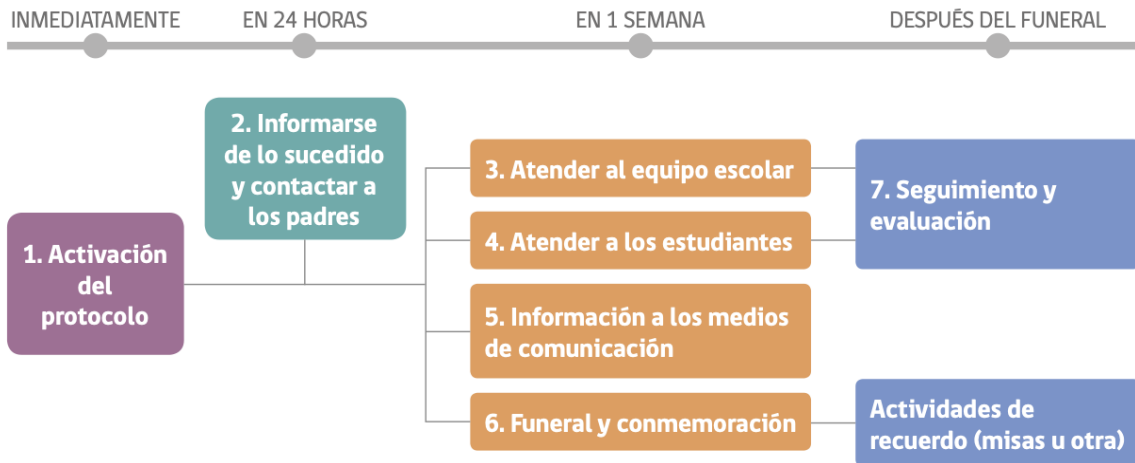 INMEDIATAMENTE
EN 24 HORAS
EN 1 SEMANA
DESPUÉS DEL FUNERAL
1. Activación
del
protocolo
2. Informarse
de lo sucedido
y contactar a
los padres
3. Atender al equipo escolar
4. Atender a los estudiantes
5. Información a los medios
de comunicación
6. Funeral y conmemoración
7. Seguimiento y
evaluación
Actividades de
recuerdo (misas u otra)